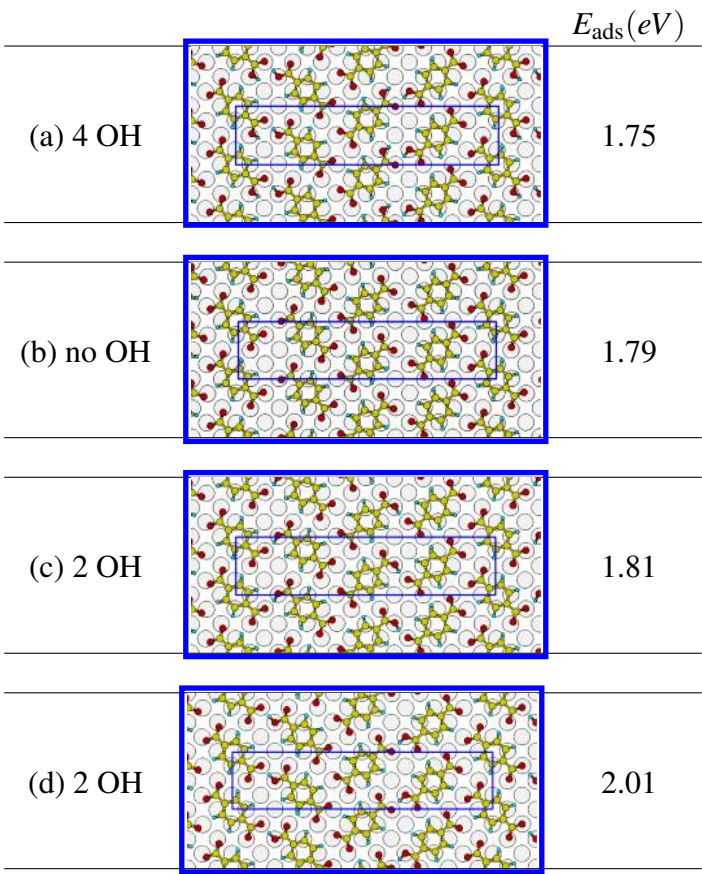 E_ads(eV)
(a) 4 OH 1.75
(b) no OH 1.79
(c) 2 OH 1.81
(d) 2 OH 2.01